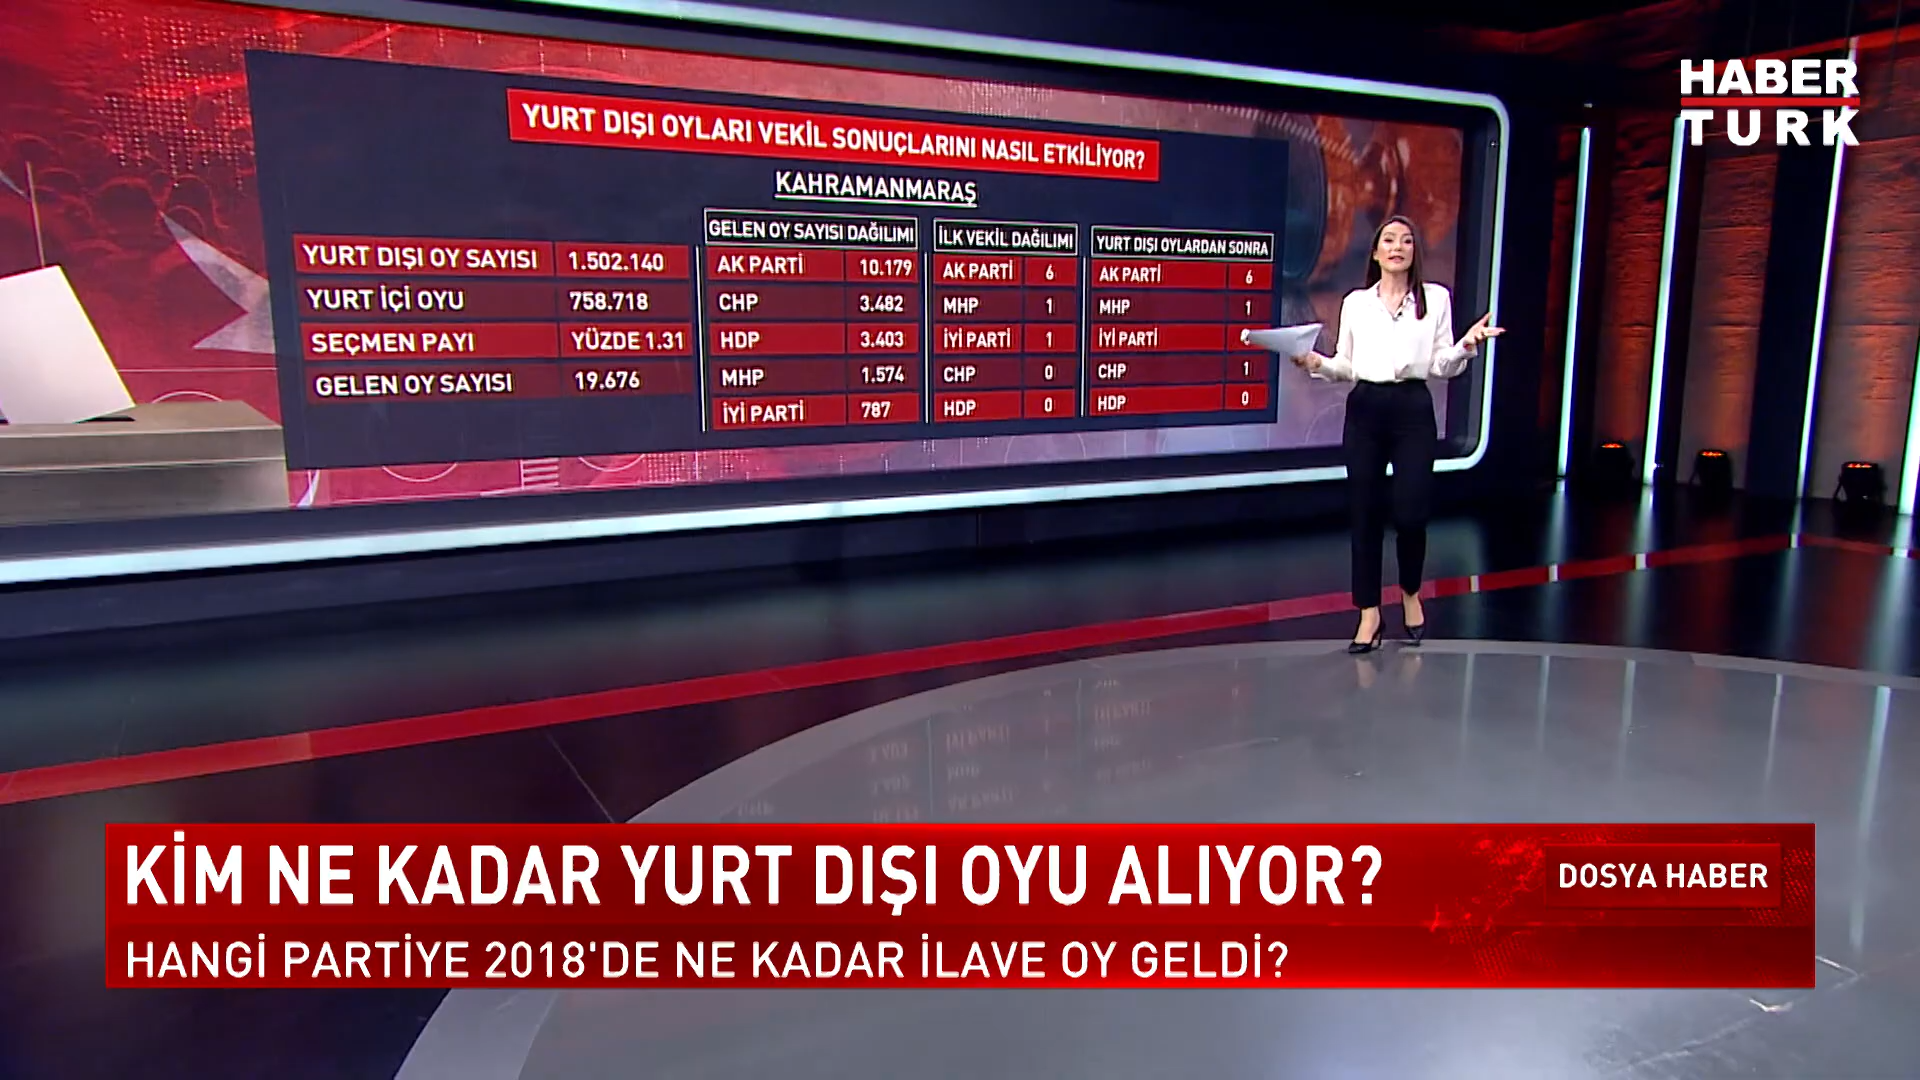 HABER
TURK
YURT DIŞI OYLARI VEKİL SONUÇLARINI NASIL ETKİLİYOR?
KAHRAMANMARAŞ
YURT DIŞI OY SAYISI 1.502.140
YURT İÇİ OYU 758.718
SEÇMEN PAYI YÜZDE 1.31
GELEN OY SAYISI 19.676
GELEN OY SAYISI DAĞILIMI
AK PARTİ 10.179
CHP 3.482
HDP 3.403
MHP 1.574
İYİ PARTİ 787
İLK VEKİL DAĞILIMI
AK PARTİ 6
MHP 1
İYİ PARTİ 1
CHP 0
HDP 0
YURT DIŞI OYLARDAN SONRA
AK PARTİ 6
MHP 1
İYİ PARTİ
CHP 1
HDP 0
KİM NE KADAR YURT DIŞI OYU ALIYOR?
DOSYA HABER
HANGİ PARTİYE 2018'DE NE KADAR İLAVE OY GELDİ?